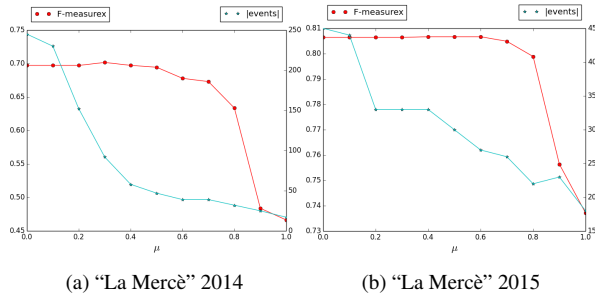 F-measurex
|events|
0.75
0.70
0.65
0.60
0.55
0.50
0.45
250
200
150
100
50
0
0.0 0.2 0.4 0.6 0.8 1.0
μ
(a) “La Mercè” 2014
F-measurex
|events|
0.81
0.80
0.79
0.78
0.77
0.76
0.75
0.74
0.73
45
40
35
30
25
20
15
0.0 0.2 0.4 0.6 0.8 1.0
μ
(b) “La Mercè” 2015